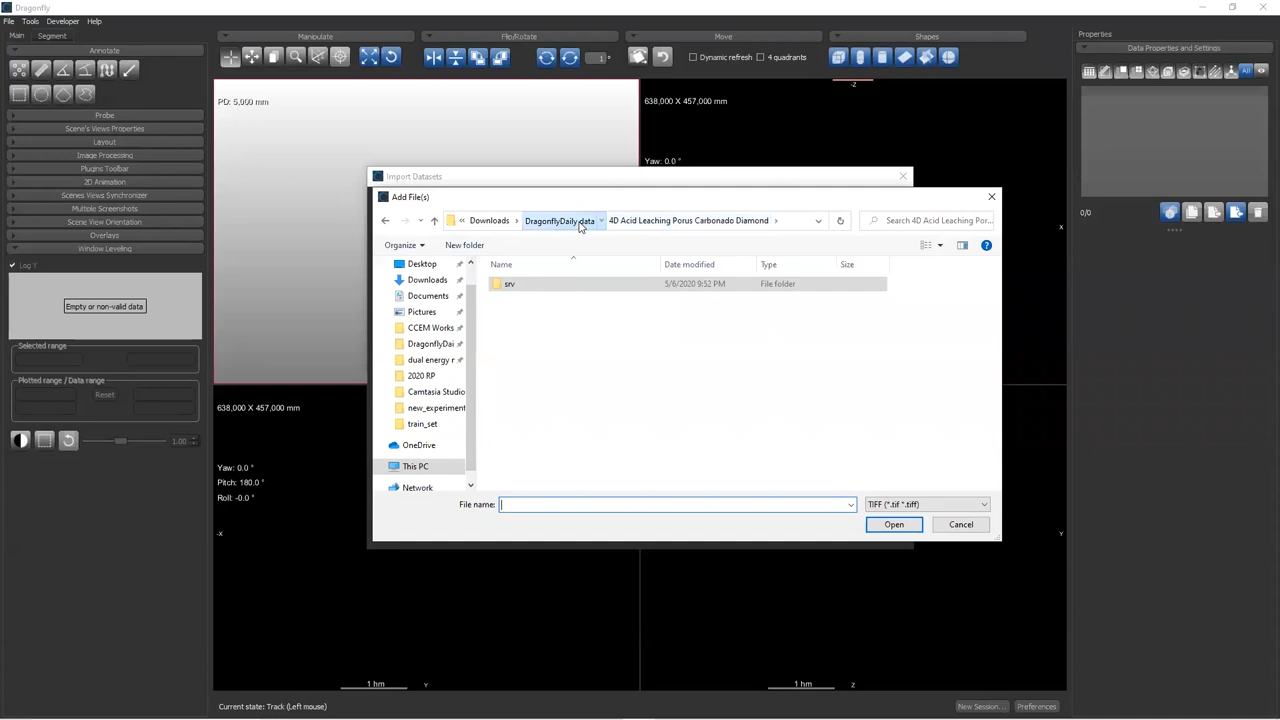 Dragonfly
File Tools Developer Help
Main Segment
Manipulate
Flip/Rotate
Move
Shapes
Properties
Annotate
Data Properties and Settings
1 °
Dynamic refresh
4 quadrants
All
PD: 5,000 mm
638,000 X 457,000 mm
-Z
Yaw: 0.0 °
Probe
Scene's Views Properties
Layout
Image Processing
Plugins Toolbar
2D Animation
Scenes Views Synchronizer
Multiple Screenshots
Scene View Orientation
Overlays
Window Leveling
Log Y
Empty or non-valid data
Selected range
Plotted range / Data range
Reset
1.00
Import Datasets
Add File(s)
« Downloads › DragonflyDaily data 4D Acid Leaching Porus Carbonado Diamond ›
Search 4D Acid Leaching Por...
Organize New folder
Name Date modified Type Size
srv 5/6/2020 9:52 PM File folder
Desktop
Downloads
Documents
Pictures
CCEM Works
DragonflyDai
dual energy r
2020 RP
Camtasia Studio
new_experiment
train_set
OneDrive
This PC
Network
File name:
TIFF (*.tif *.tiff)
Open Cancel
0/0
X
638,000 X 457,000 mm
Yaw: 0.0 °
Pitch: 180.0 °
Roll: -0.0 °
-X
Y
1 hm Y
1 hm Z
Current state: Track (Left mouse)
New Session... Preferences